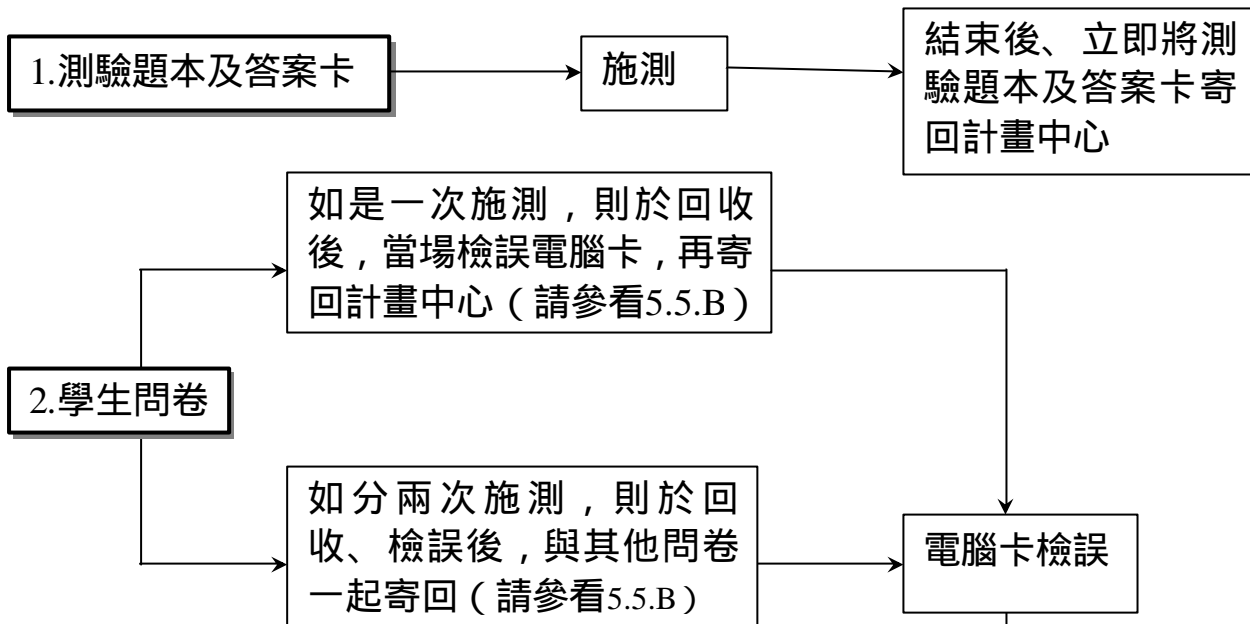 1.測驗題本及答案卡
施測
結束後、立即將測
驗題本及答案卡寄
回計畫中心
如是一次施測，則於回收
後，當場檢誤電腦卡，再寄
回計畫中心（請參看5.5.B）
2.學生問卷
如分兩次施測，則於回
收、檢誤後，與其他問卷
一起寄回（請參看5.5.B）
電腦卡檢誤